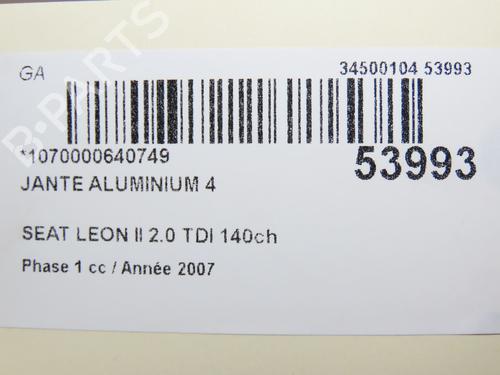 GA
34500104 53993
*1070000640749
53993
JANTE ALUMINIUM 4
SEAT LEON II 2.0 TDI 140ch
Phase 1 cc / Année 2007
B-PARTS